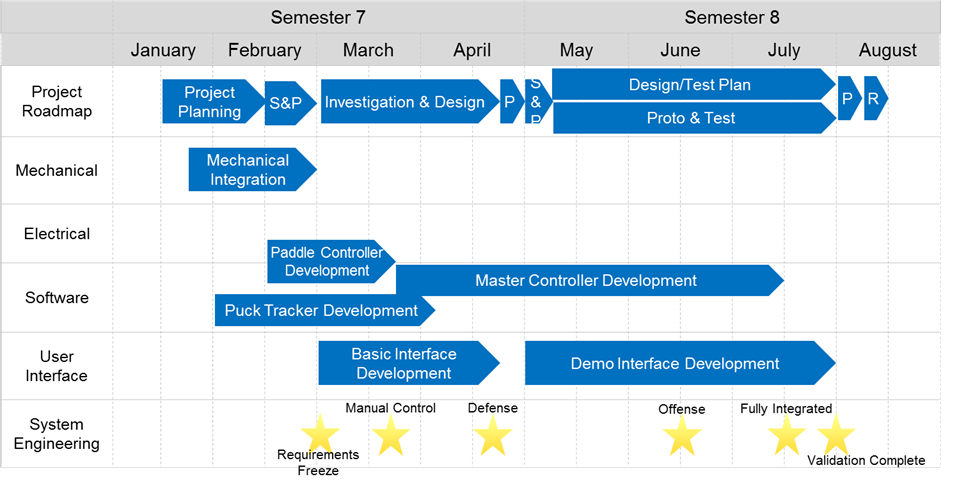 Semester 7
Semester 8
January
February
March
April
May
June
July
August
Project
Roadmap
Project
Planning
S&P
Investigation & Design
P
S
&
P
Design/Test Plan
Proto & Test
P
R
Mechanical
Mechanical
Integration
Electrical
Paddle Controller
Development
Software
Master Controller Development
Puck Tracker Development
User
Interface
Basic Interface
Development
Demo Interface Development
System
Engineering
Manual Control
Defense
Offense
Fully Integrated
Requirements
Freeze
Validation Complete